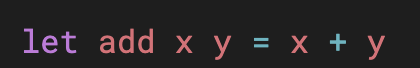 let add x y = x + y